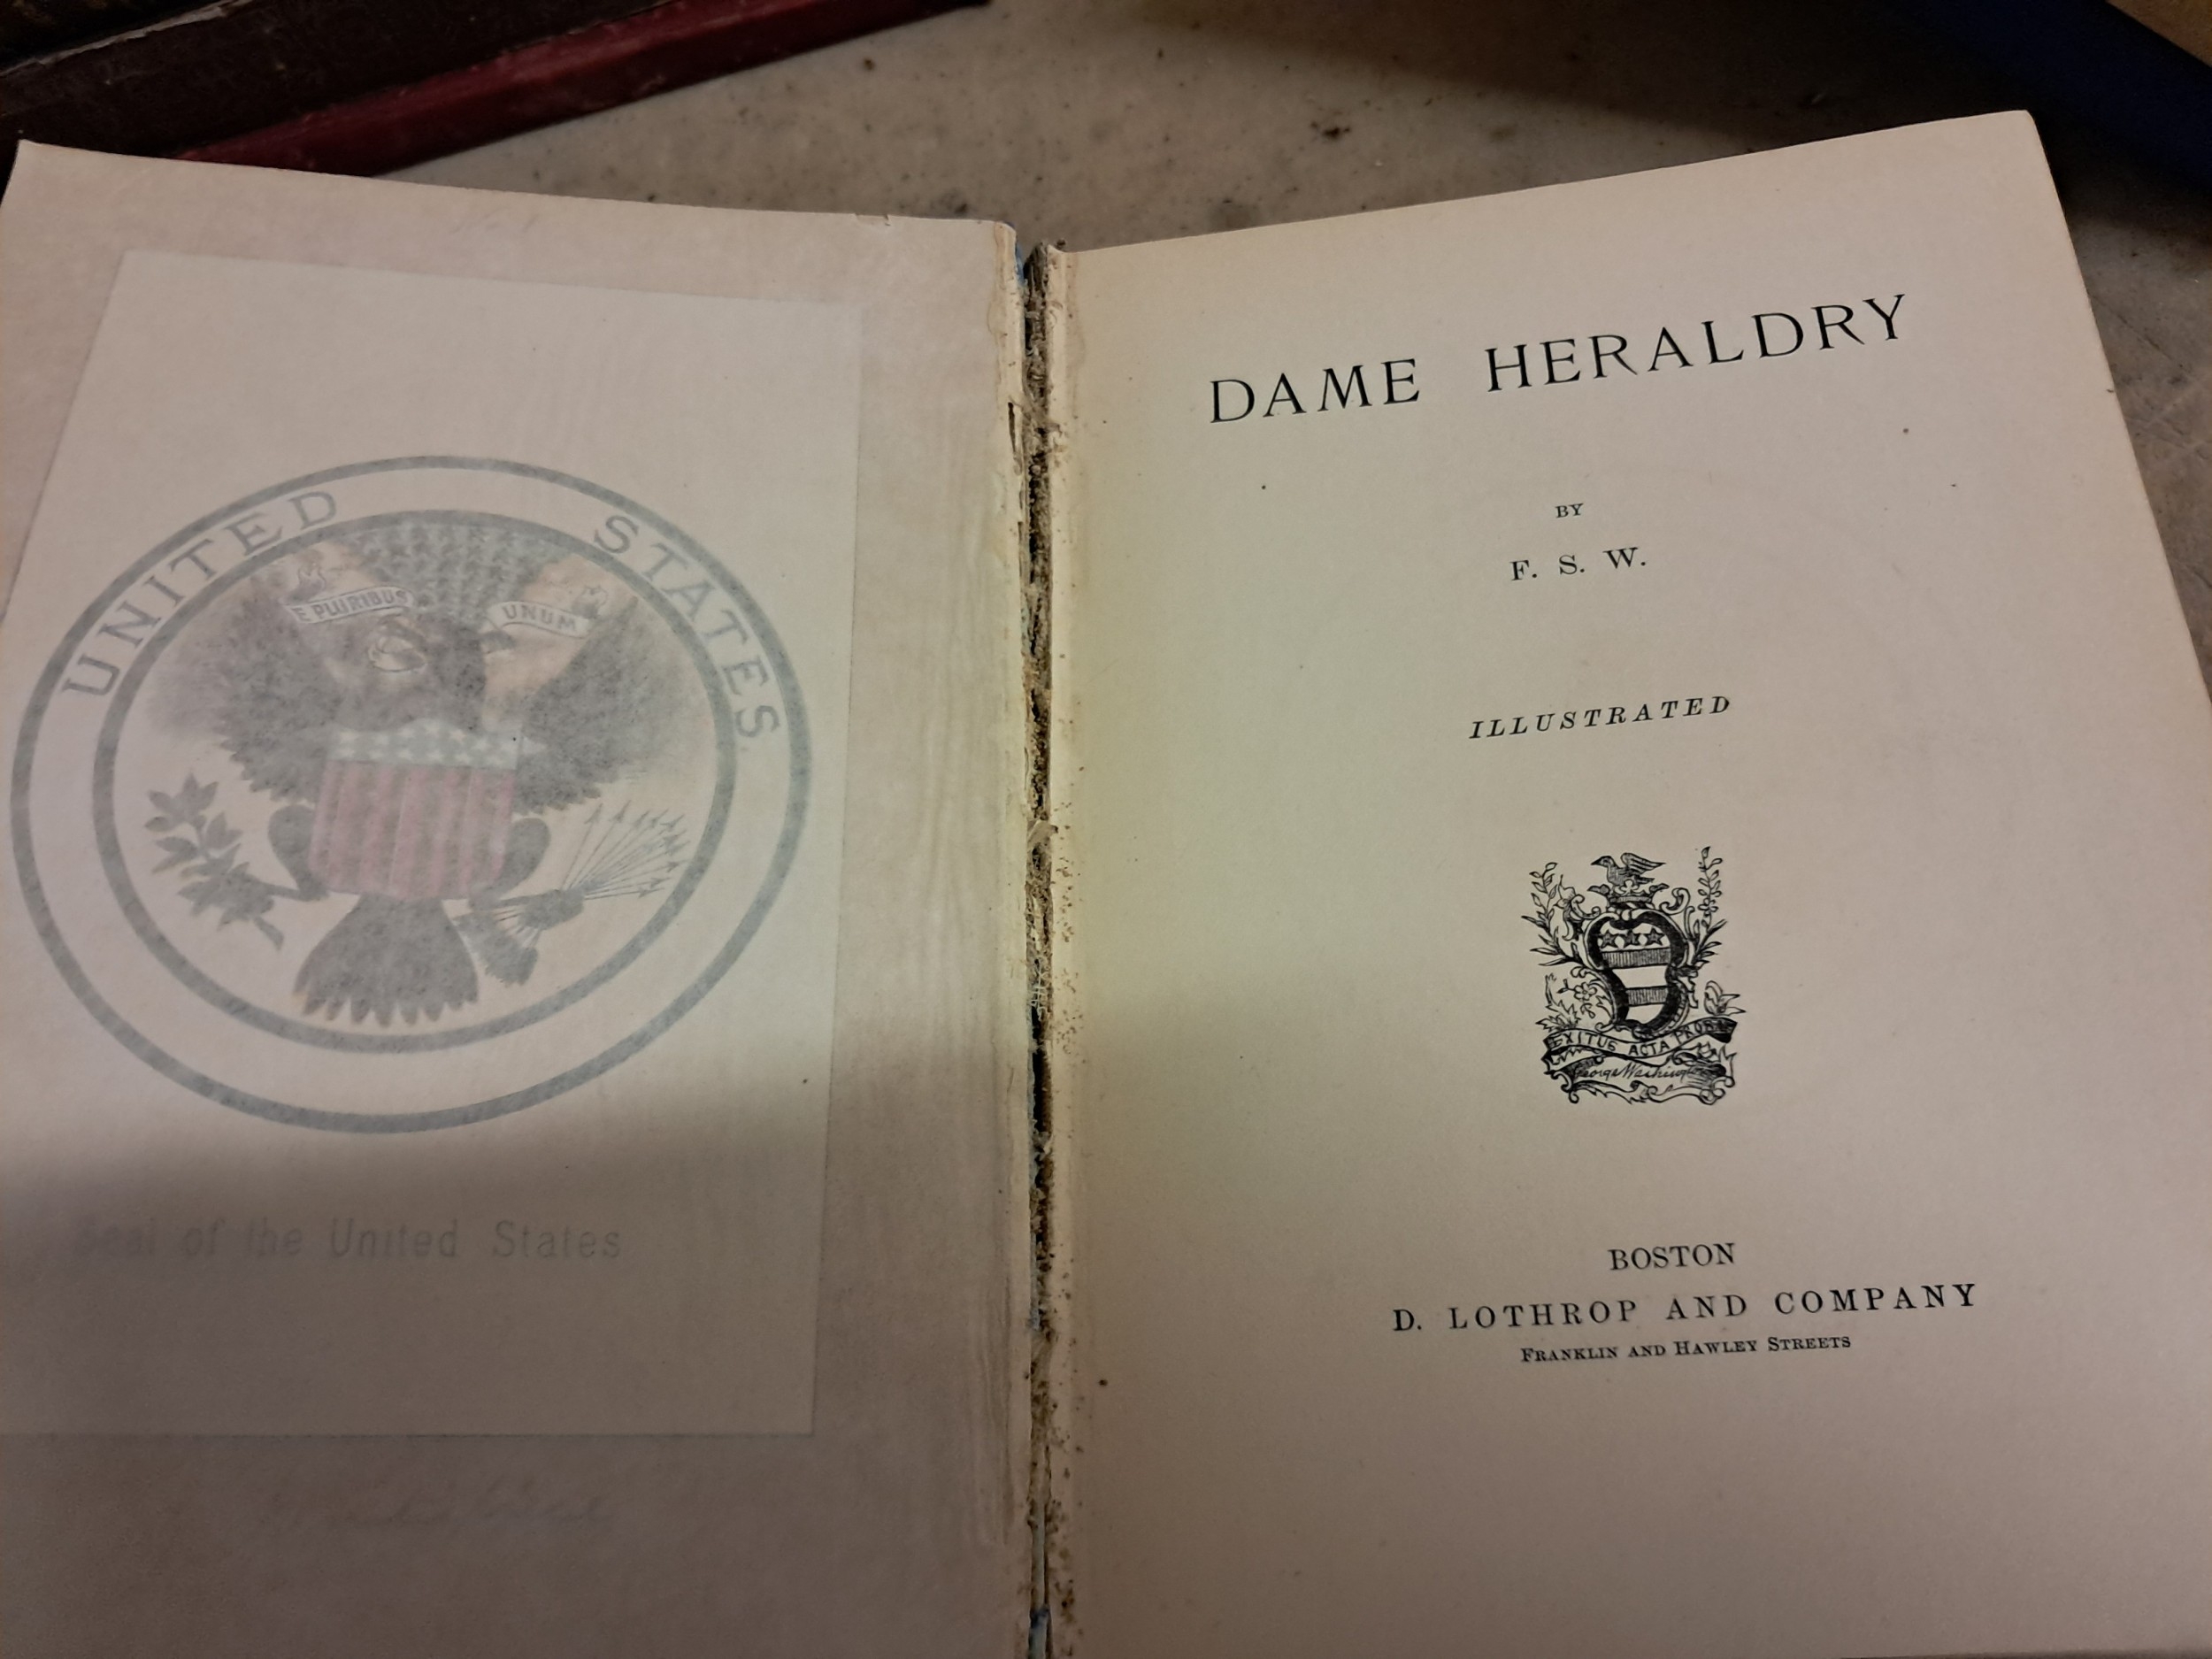 UNITED STATES
E PLURIBUS UNUM
Seal of the United States
DAME HERALDRY
BY
F. S. W.
ILLUSTRATED
EXITUS ACTA PROBAT
George Washington
BOSTON
D. LOTHROP AND COMPANY
FRANKLIN AND HAWLEY STREETS